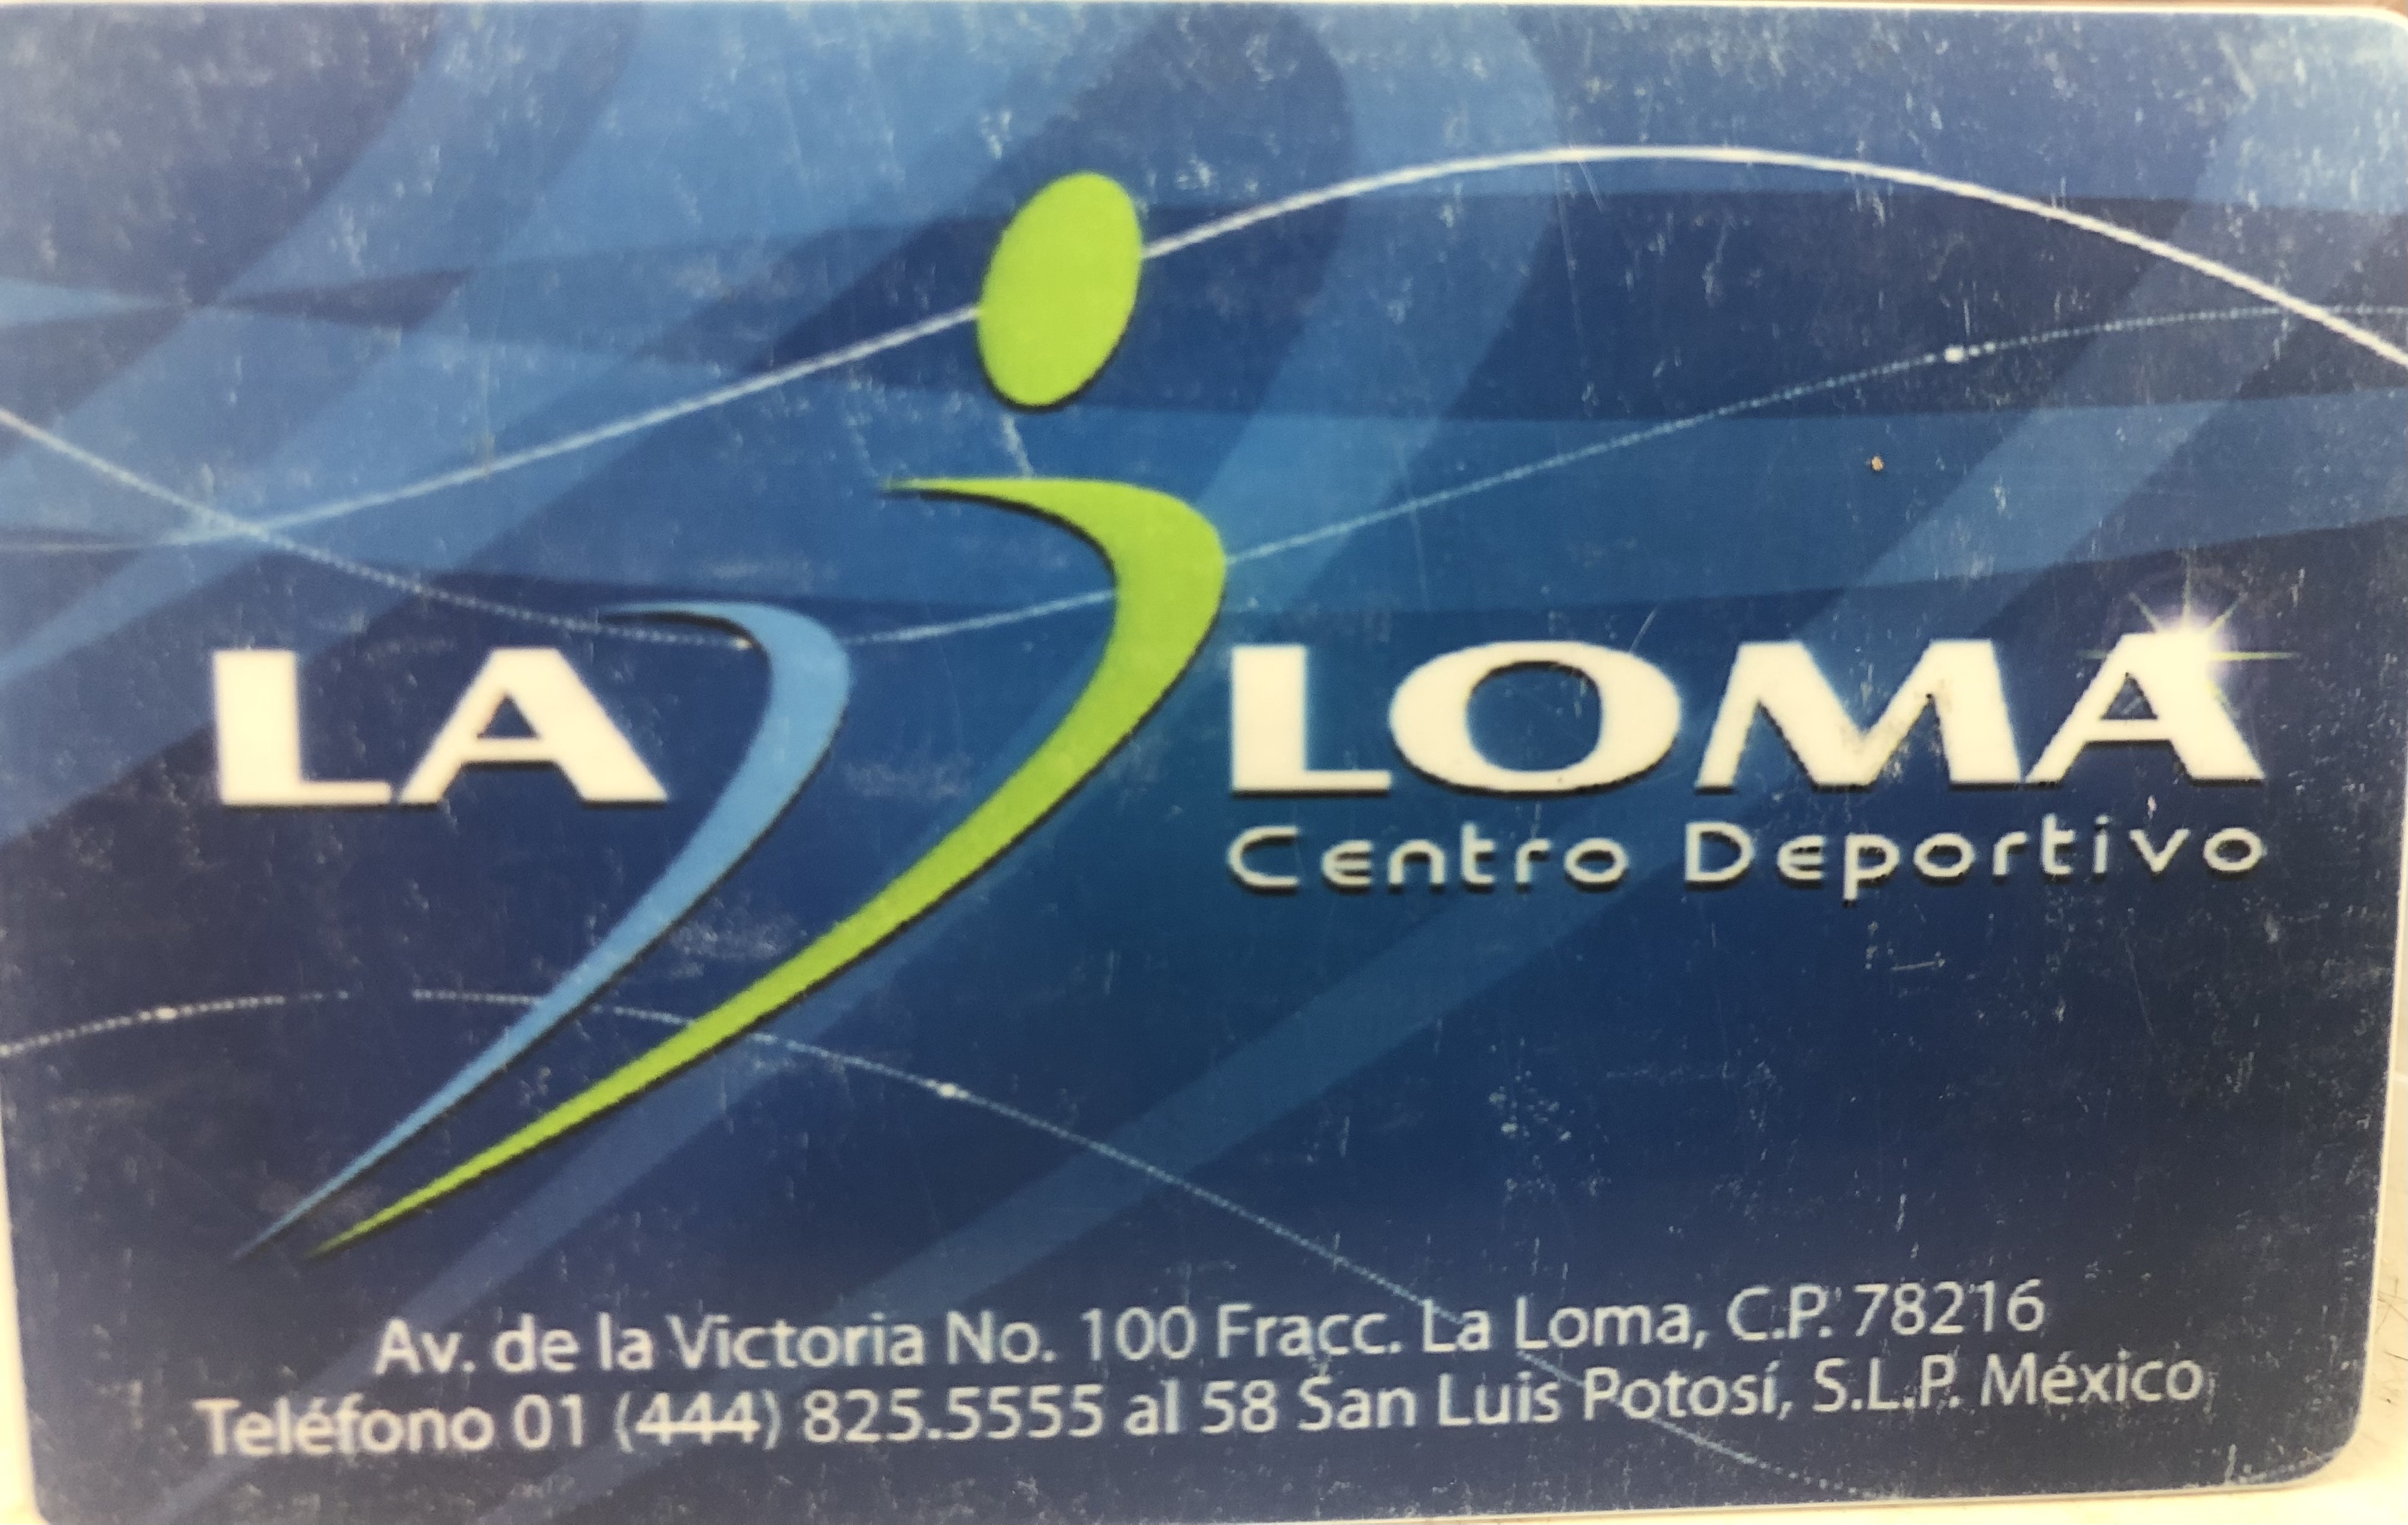 LA LOMA
Centro Deportivo
Av. de la Victoria No. 100 Fracc. La Loma, C.P. 78216
Teléfono 01 (444) 825.5555 al 58 San Luis Potosí, S.L.P. México